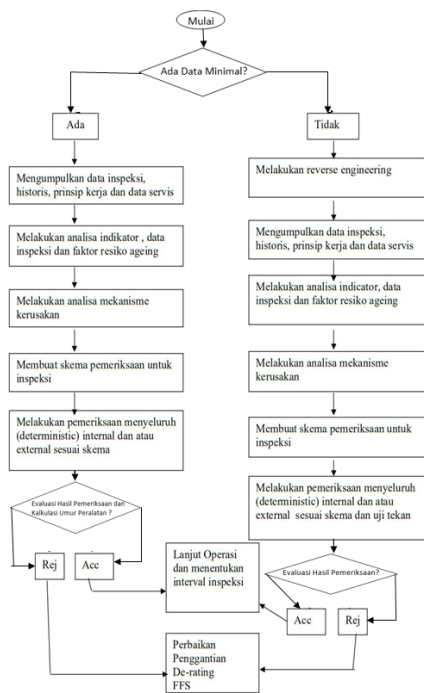 Mulai
Ada Data Minimal?
Ada
Tidak
Mengumpulkan data inspeksi,
historis, prinsip kerja dan data servis
Melakukan analisa indikator , data
inspeksi dan faktor resiko ageing
Melakukan analisa mekanisme
kerusakan
Membuat skema pemeriksaan untuk
inspeksi
Melakukan pemeriksaan menyeluruh
(deterministic) internal dan atau
external sesuai skema
Evaluasi Hasil Pemeriksaan dan
Kalkulasi Umur Peralatan ?
Rej
Acc
Melakukan reverse engineering
Mengumpulkan data inspeksi,
historis, prinsip kerja dan data servis
Melakukan analisa indicator, data
inspeksi dan faktor resiko ageing
Melakukan analisa mekanisme
kerusakan
Membuat skema pemeriksaan untuk
inspeksi
Melakukan pemeriksaan menyeluruh
(deterministic) internal dan atau
external sesuai skema dan uji tekan
Evaluasi Hasil Pemeriksaan?
Acc
Rej
Lanjut Operasi
dan menentukan
interval inspeksi
Perbaikan
Penggantian
De-rating
FFS